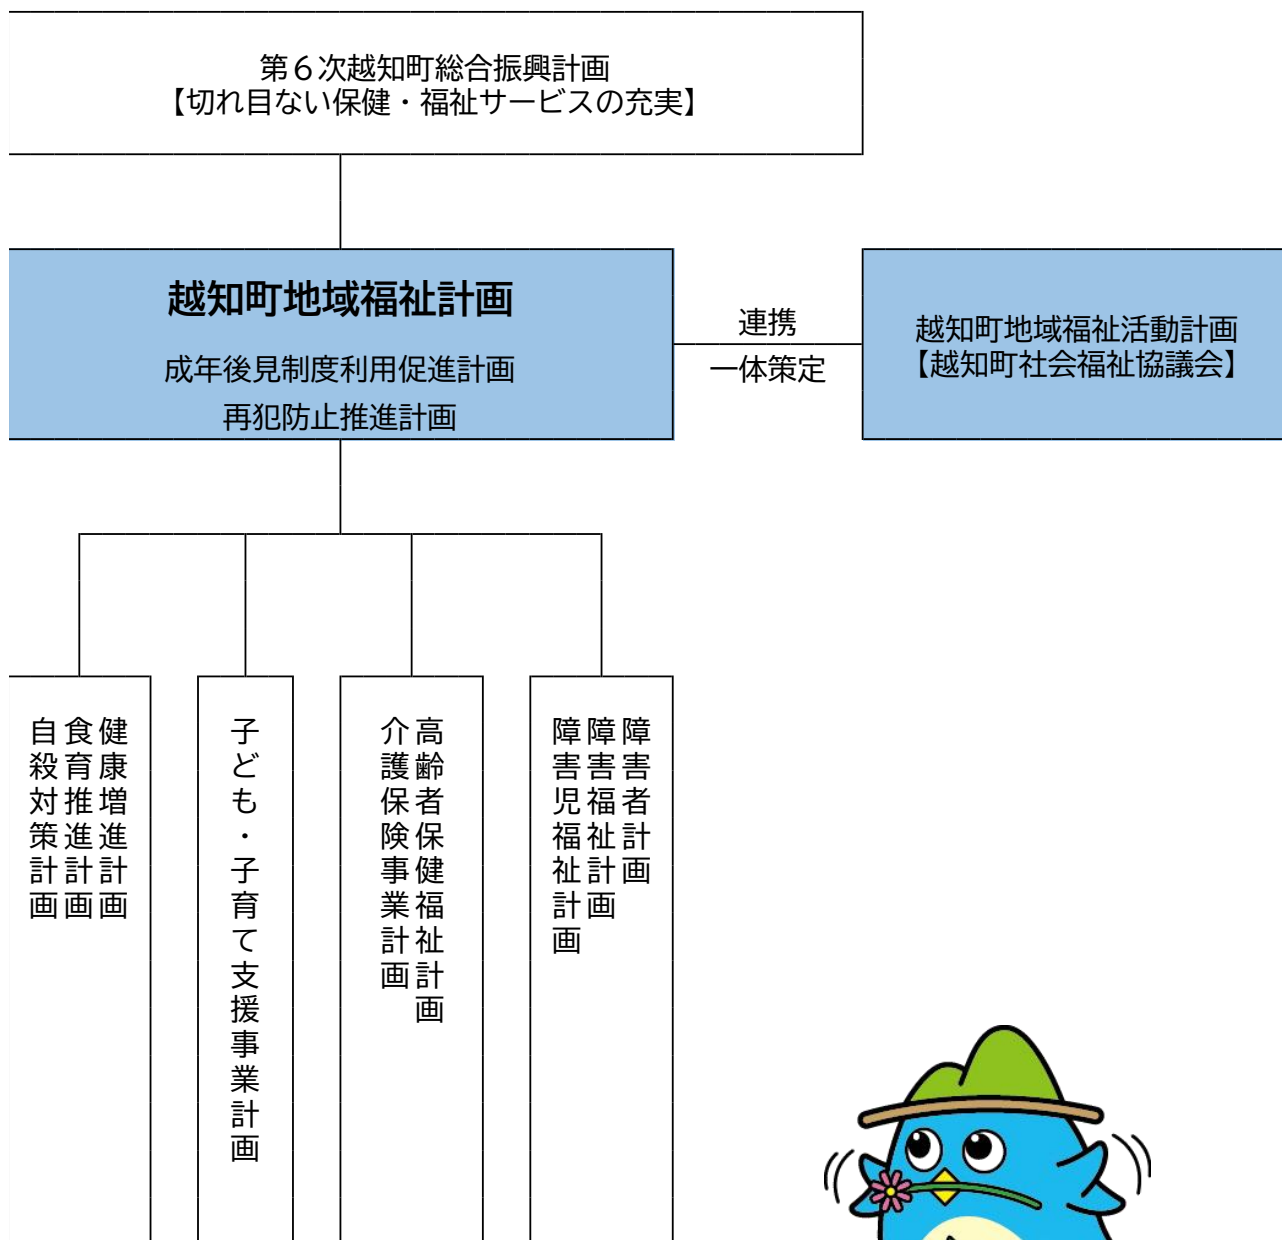 第６次越知町総合振興計画
【切れ目ない保健・福祉サービスの充実】
越知町地域福祉計画
成年後見制度利用促進計画
再犯防止推進計画
連携
一体策定
越知町地域福祉活動計画
【越知町社会福祉協議会】
健康増進計画
食育推進計画
自殺対策計画
子ども・子育て支援事業計画
高齢者保健福祉計画
介護保険事業計画
障害者計画
障害福祉計画
障害児福祉計画